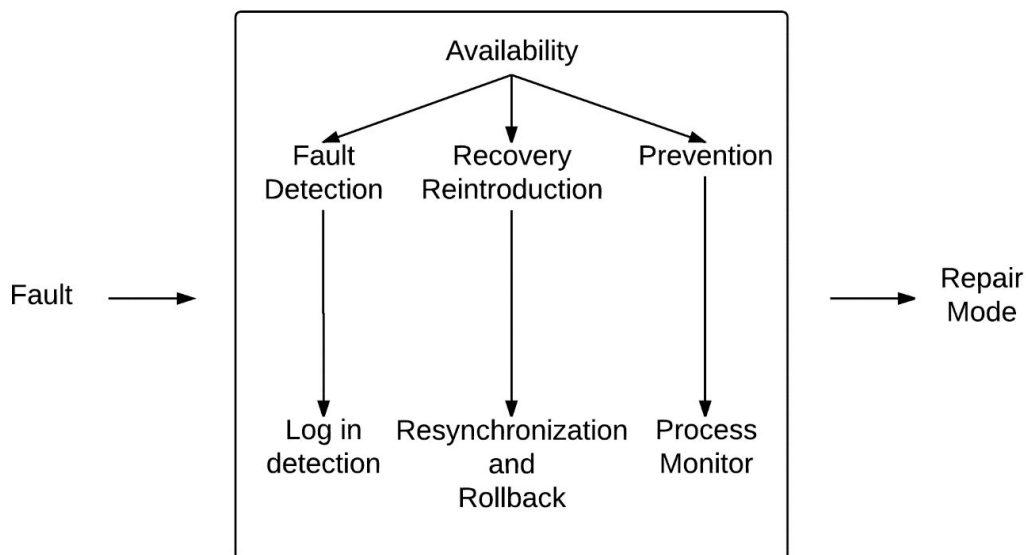 Availability
Fault
Detection
Recovery
Reintroduction
Prevention
Fault
Repair
Mode
Log in
detection
Resynchronization
and
Rollback
Process
Monitor